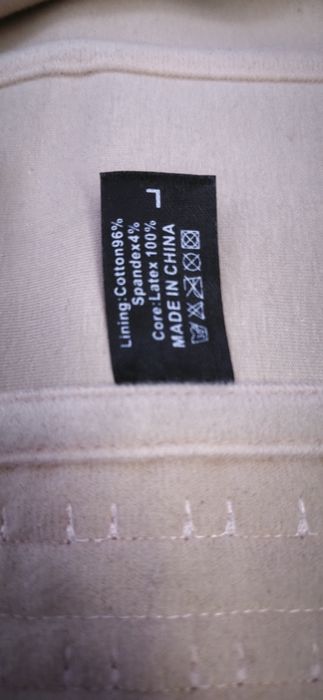 L
Lining:Cotton96%
Spandex4%
Core:Latex 100%
MADE IN CHINA